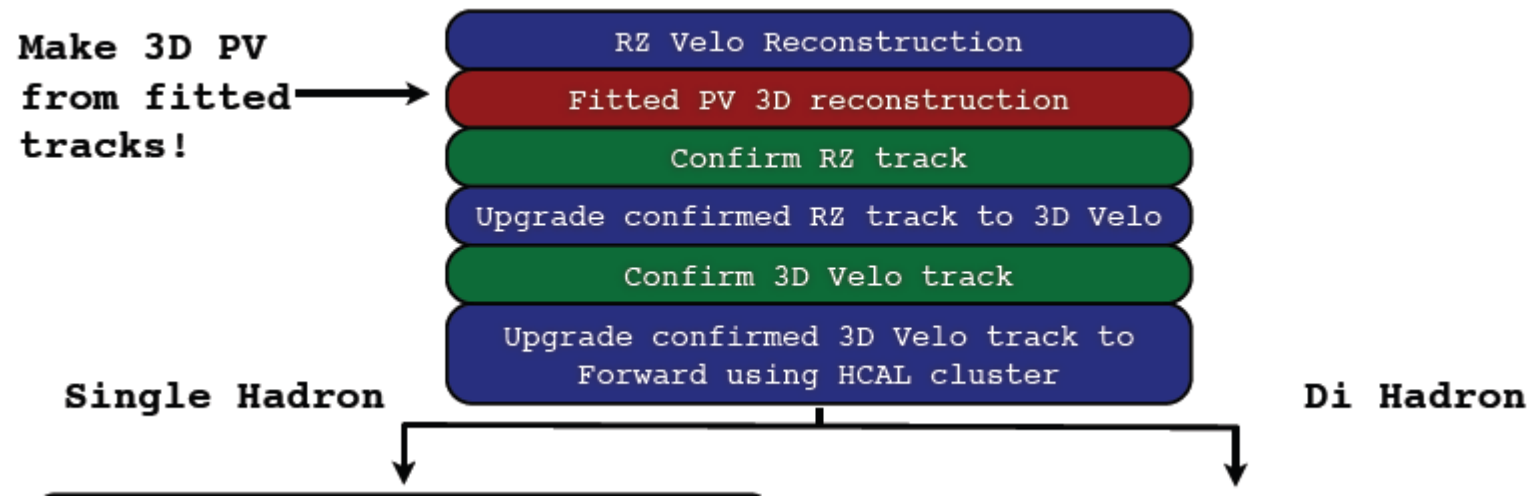 Make 3D PV
from fitted
tracks!
RZ Velo Reconstruction
Fitted PV 3D reconstruction
Confirm RZ track
Upgrade confirmed RZ track to 3D Velo
Confirm 3D Velo track
Upgrade confirmed 3D Velo track to
Forward using HCAL cluster
Single Hadron
Di Hadron